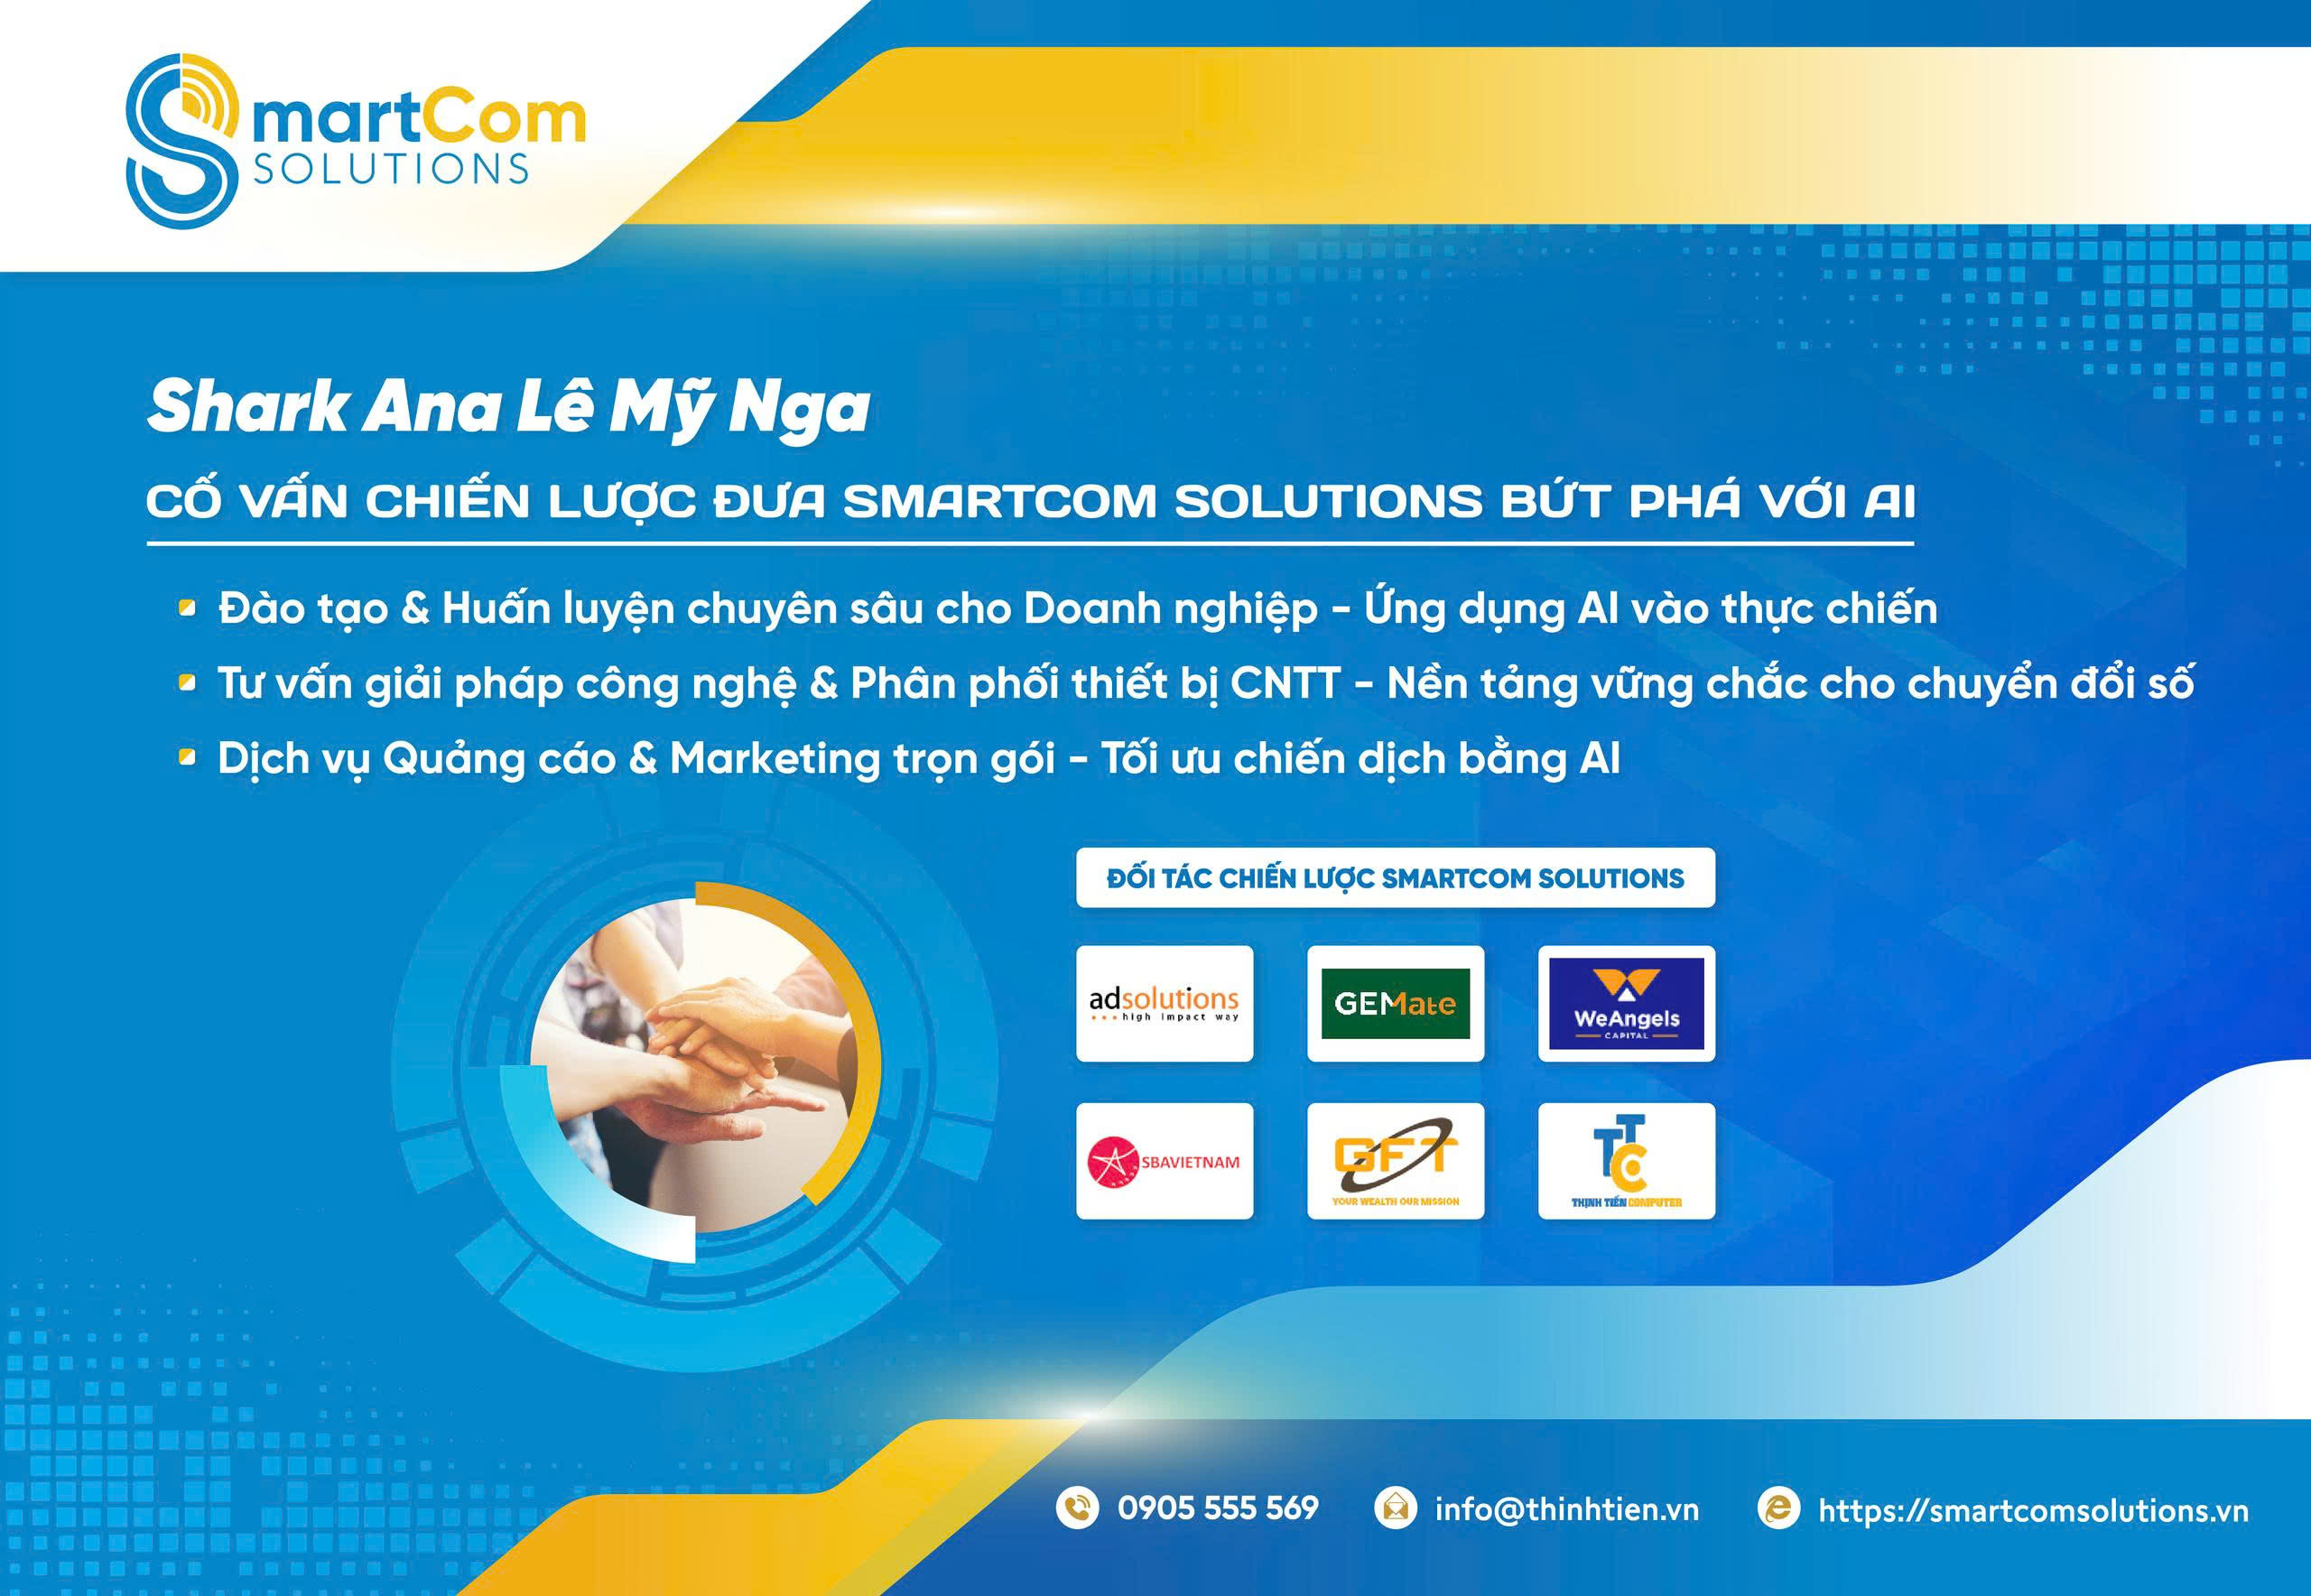 SmartCom
SOLUTIONS
Shark Ana Lê Mỹ Nga
CỐ VẤN CHIẾN LƯỢC ĐƯA SMARTCOM SOLUTIONS BỨT PHÁ VỚI AI
Đào tạo & Huấn luyện chuyên sâu cho Doanh nghiệp - Ứng dụng AI vào thực chiến
Tư vấn giải pháp công nghệ & Phân phối thiết bị CNTT - Nền tảng vững chắc cho chuyển đổi số
Dịch vụ Quảng cáo & Marketing trọn gói - Tối ưu chiến dịch bằng AI
ĐỐI TÁC CHIẾN LƯỢC SMARTCOM SOLUTIONS
adsolutions
high impact way
GEMate
WeAngels
CAPITAL
SBAVIETNAM
GFT
YOUR WEALTH OUR MISSION
TTC
THỊNH TIẾN COMPUTER
0905 555 569
info@thinhtien.vn
https://smartcomsolutions.vn